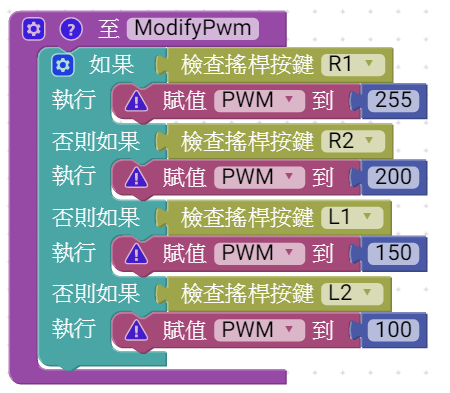 至 ModifyPwm
如果 檢查搖桿按鍵 R1
執行 賦值 PWM 到 255
否則如果 檢查搖桿按鍵 R2
執行 賦值 PWM 到 200
否則如果 檢查搖桿按鍵 L1
執行 賦值 PWM 到 150
否則如果 檢查搖桿按鍵 L2
執行 賦值 PWM 到 100